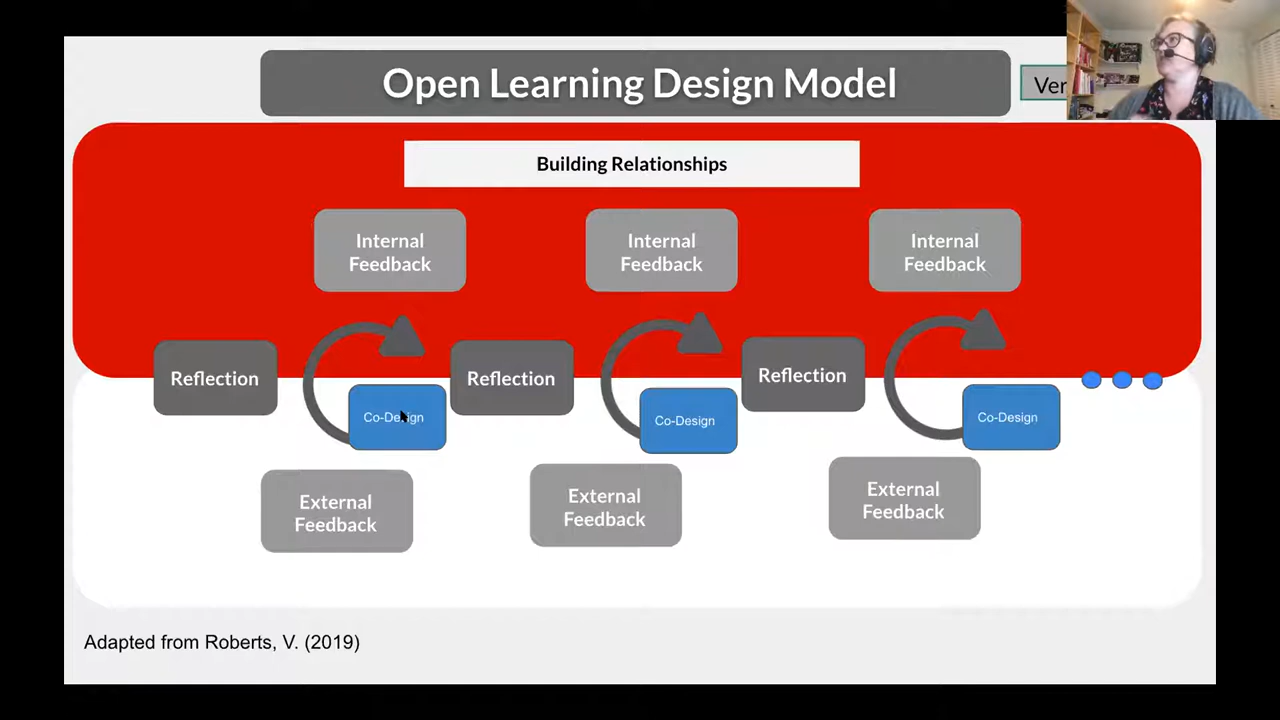 Open Learning Design Model
Ver
Building Relationships
Internal
Feedback
Internal
Feedback
Internal
Feedback
Reflection
Reflection
Reflection
Co-Design
Co-Design
Co-Design
External
Feedback
External
Feedback
External
Feedback
Adapted from Roberts, V. (2019)